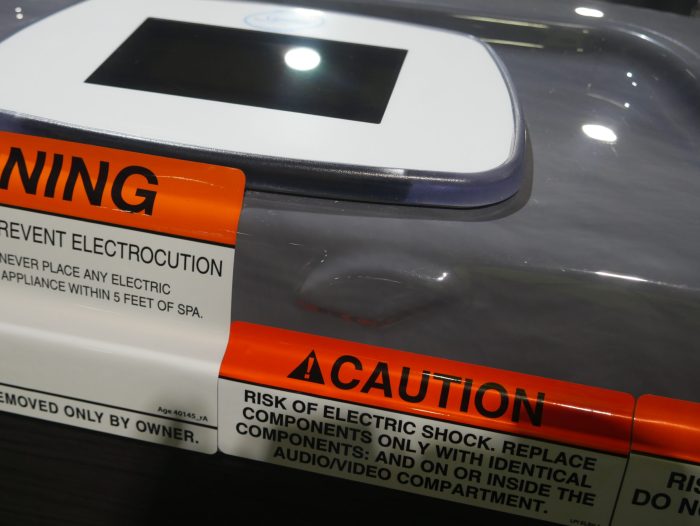 NING
REVENT ELECTROCUTION
NEVER PLACE ANY ELECTRIC
APPLIANCE WITHIN 5 FEET OF SPA.
Age 40145_rA
EMOVED ONLY BY OWNER.
CAUTION
RISK OF ELECTRIC SHOCK. REPLACE
COMPONENTS ONLY WITH IDENTICAL
COMPONENTS: AND ON OR INSIDE THE
AUDIO/VIDEO COMPARTMENT.
RIS
DO N